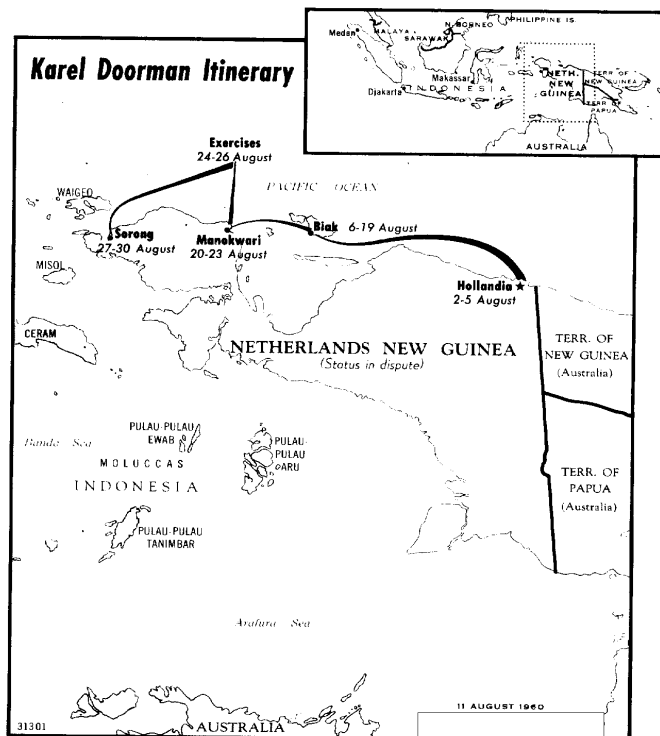 Karel Doorman Itinerary
PHILIPPINE IS.
N. BORNEO
MALAYA
SARAWAK
Medan
Makassar
Djakarta
INDONESIA
NETH.
NEW
GUINEA
TERR. OF
NEW GUINEA
TERR. OF
PAPUA
AUSTRALIA
Exercises
24-26 August
PACIFIC OCEAN
WAIGEO
Sorong
27-30 August
Manokwari
20-23 August
Biak 6-19 August
MISOL
Hollandia
2-5 August
CERAM
NETHERLANDS NEW GUINEA
(Status in dispute)
TERR. OF
NEW GUINEA
(Australia)
Banda Sea
PULAU-PULAU
EWAB
PULAU-
PULAU
ARU
MOLUCCAS
INDONESIA
TERR. OF
PAPUA
(Australia)
PULAU-PULAU
TANIMBAR
Arafura Sea
11 AUGUST 1960
31301
AUSTRALIA